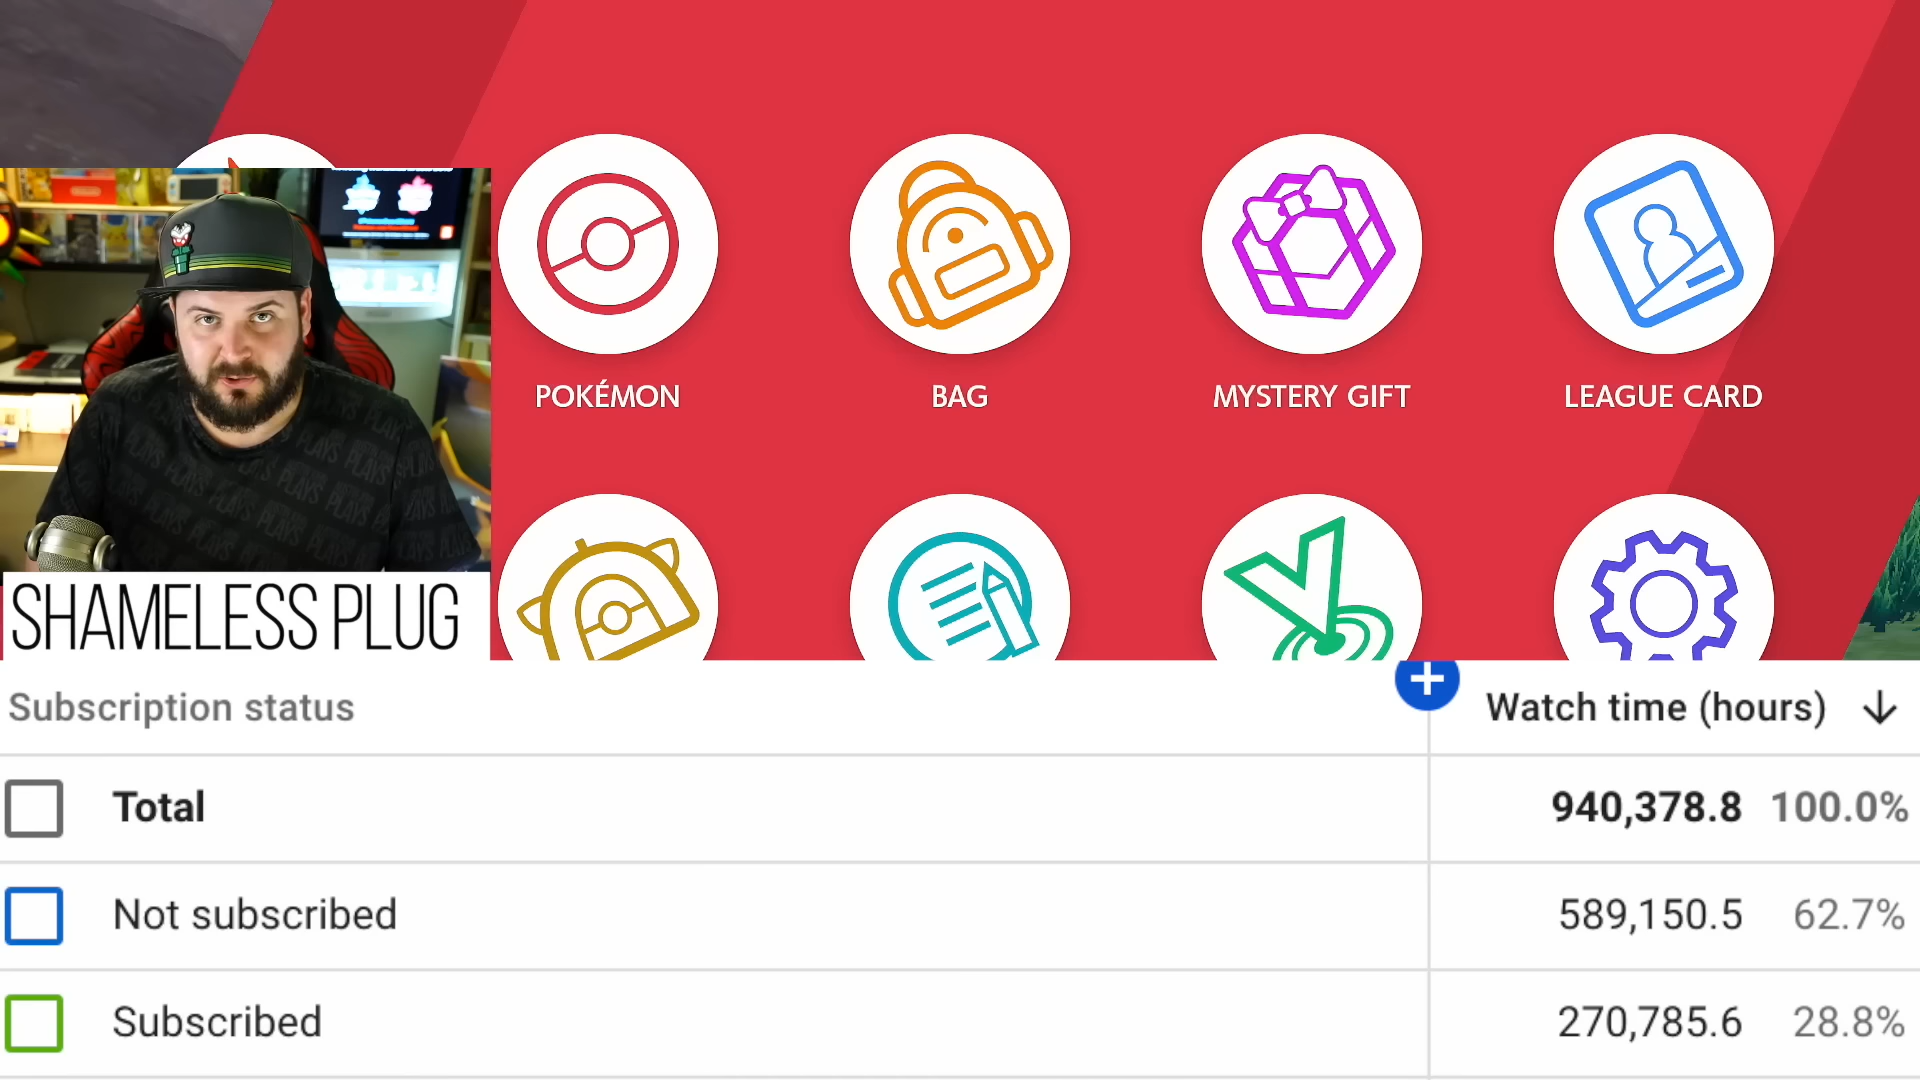 POKÉMON
BAG
MYSTERY GIFT
LEAGUE CARD
SHAMELESS PLUG
Subscription status
Watch time (hours)
Total
940,378.8 100.0%
Not subscribed
589,150.5 62.7%
Subscribed
270,785.6 28.8%